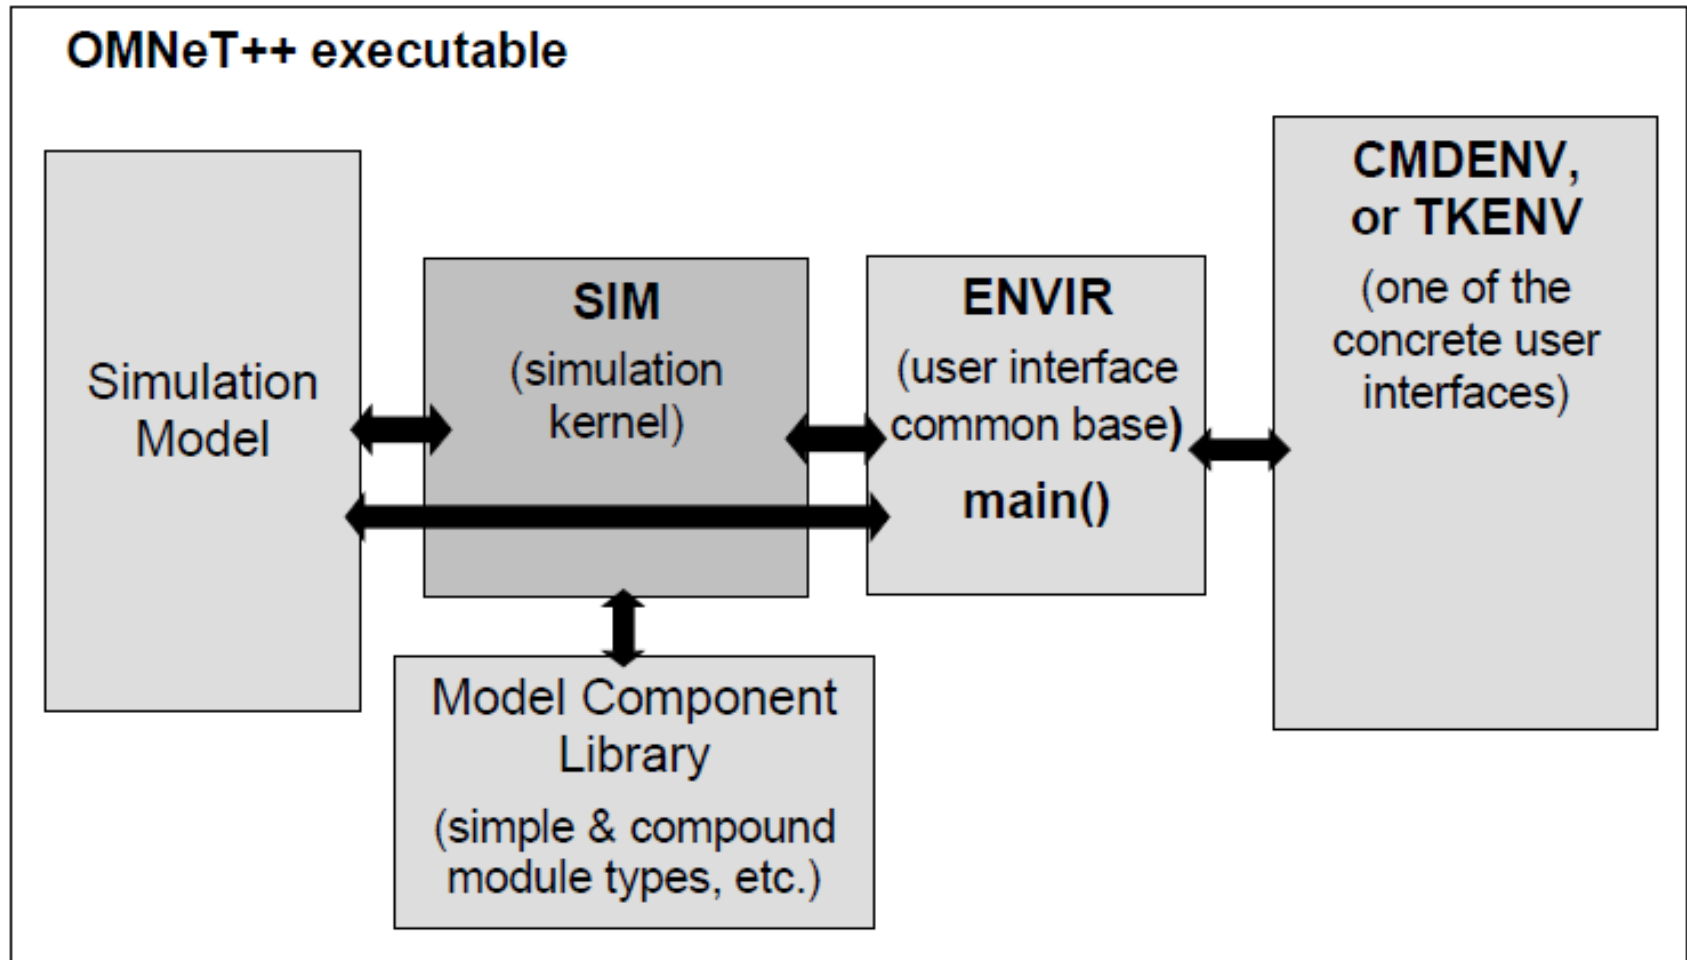 OMNeT++ executable
Simulation
Model
SIM
(simulation
kernel)
ENVIR
(user interface
common base)
main()
CMDENV,
or TKENV
(one of the
concrete user
interfaces)
Model Component
Library
(simple & compound
module types, etc.)